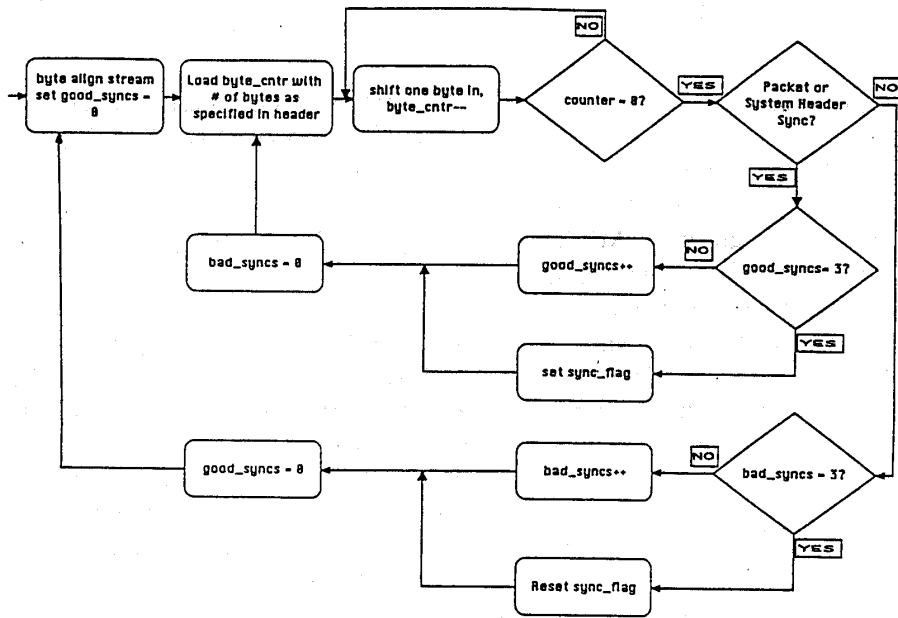 NO
byte align stream
set good_syncs =
0
Load byte_cntr with
# of bytes as
specified in header
shift one byte in,
byte_cntr--
counter = 0?
YES
Packet or
System Header
Sync?
NO
YES
bad_syncs = 0
good_syncs++
NO
good_syncs= 3?
YES
set sync_flag
good_syncs = 0
bad_syncs++
NO
bad_syncs = 3?
YES
Reset sync_flag